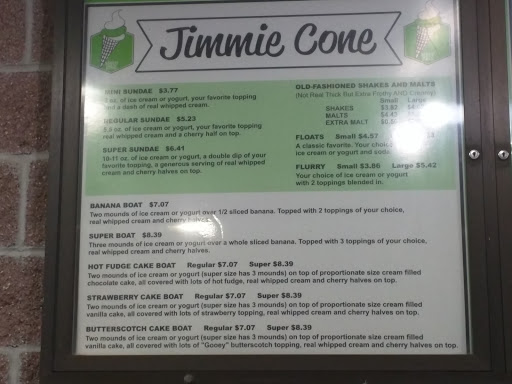 Jimmie Cone
MINI SUNDAE $3.77
oz. of ice cream or yogurt, your favorite topping
and a dash of real whipped cream.
REGULAR SUNDAE $5.23
oz. of ice cream or yogurt, your favorite topping
real whipped cream and a cherry half on top.
SUPER SUNDAE $6.41
10-11 oz. of ice cream or yogurt, a double dip of your
favorite topping, a generous serving of real whipped
cream and cherry halves on top.
OLD-FASHIONED SHAKES AND MALTS
(Not Real Thick But Extra Frothy AND Creamy)
Small Large
SHAKES
MALTS
EXTRA MALT
FLOATS Small $4.57
A classic favorite. Your choice
ice cream or yogurt and soda.
FLURRY Small $3.86 Large $5.42
Your choice of ice cream or yogurt
with 2 toppings blended in.
BANANA BOAT $7.07
Two mounds of ice cream or yogurt over 1/2 sliced banana. Topped with 2 toppings of your choice,
real whipped cream and cherry halves.
SUPER BOAT $8.39
Three mounds of ice cream or yogurt over a whole sliced banana. Topped with 3 toppings of your choice,
real whipped cream and cherry halves.
HOT FUDGE CAKE BOAT Regular $7.07 Super $8.39
Two mounds of ice cream or yogurt (super size has 3 mounds) on top of proportionate size cream filled
chocolate cake, all covered with lots of hot fudge, real whipped cream and cherry halves on top.
STRAWBERRY CAKE BOAT Regular $7.07 Super $8.39
Two mounds of ice cream or yogurt (super size has 3 mounds) on top of proportionate size cream filled
vanilla cake, all covered with lots of strawberry topping, real whipped cream and cherry halves on top.
BUTTERSCOTCH CAKE BOAT Regular $7.07 Super $8.39
Two mounds of ice cream or yogurt (super size has 3 mounds) on top of proportionate size cream filled
vanilla cake, all covered with lots of "Gooey" butterscotch topping, real whipped cream and cherry halves on top.